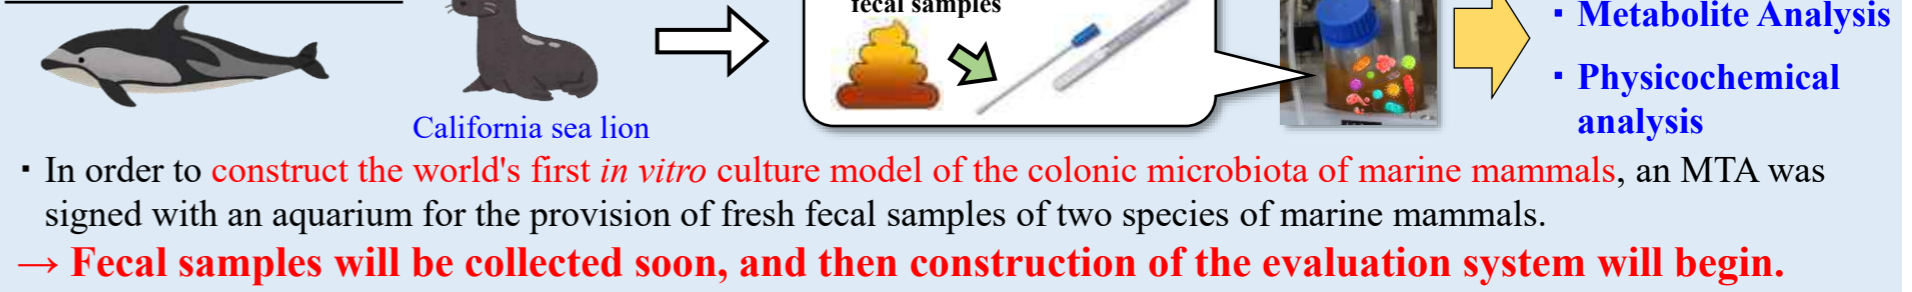 fecal samples
・Metabolite Analysis
・Physicochemical
analysis
California sea lion
・In order to construct the world's first in vitro culture model of the colonic microbiota of marine mammals, an MTA was
signed with an aquarium for the provision of fresh fecal samples of two species of marine mammals.
→ Fecal samples will be collected soon, and then construction of the evaluation system will begin.